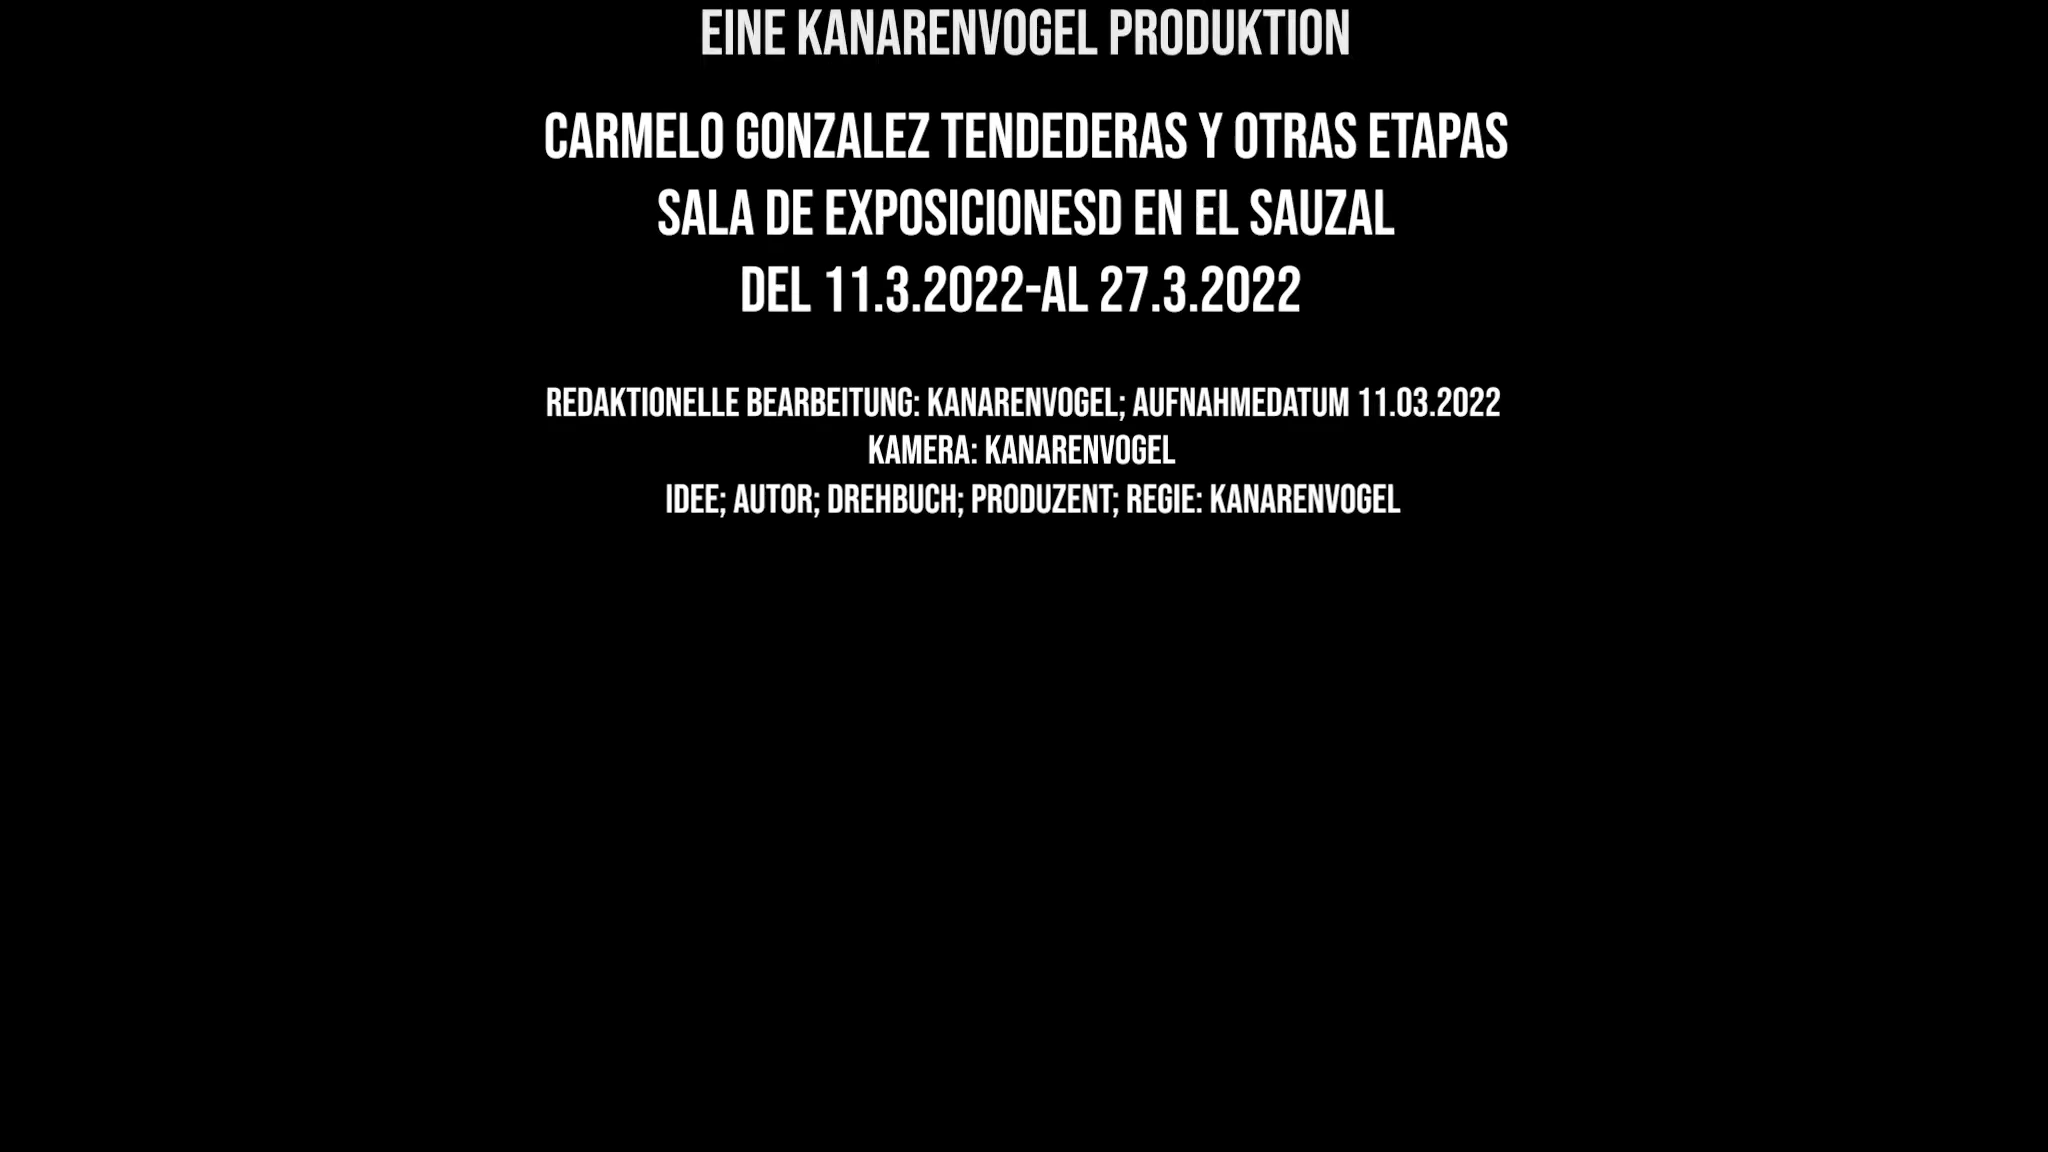 EINE KANARENVOGEL PRODUKTION
CARMELO GONZALEZ TENDEDERAS Y OTRAS ETAPAS
SALA DE EXPOSICIONESD EN EL SAUZAL
DEL 11.3.2022-AL 27.3.2022
REDAKTIONELLE BEARBEITUNG: KANARENVOGEL; AUFNAHMEDATUM 11.03.2022
KAMERA: KANARENVOGEL
IDEE; AUTOR; DREHBUCH; PRODUZENT; REGIE: KANARENVOGEL